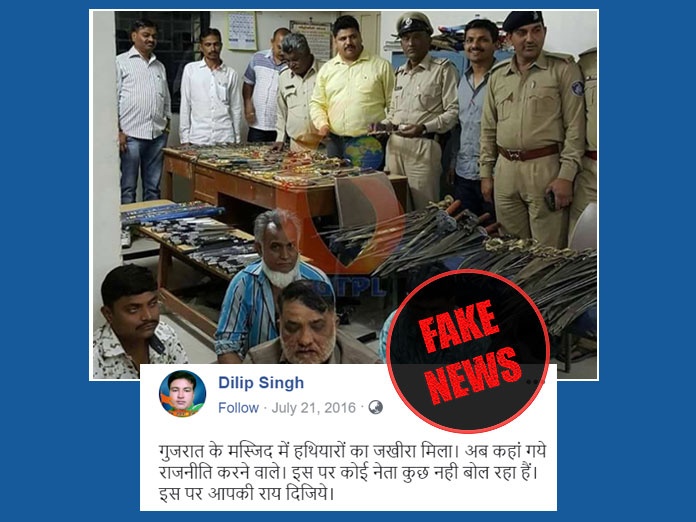 GTPL
FAKE
NEWS
Dilip Singh
Follow · July 21, 2016 ·
गुजरात के मस्जिद में हथियारों का जखीरा मिला। अब कहां गये
राजनीति करने वाले। इस पर कोई नेता कुछ नही बोल रहा हैं।
इस पर आपकी राय दिजिये।